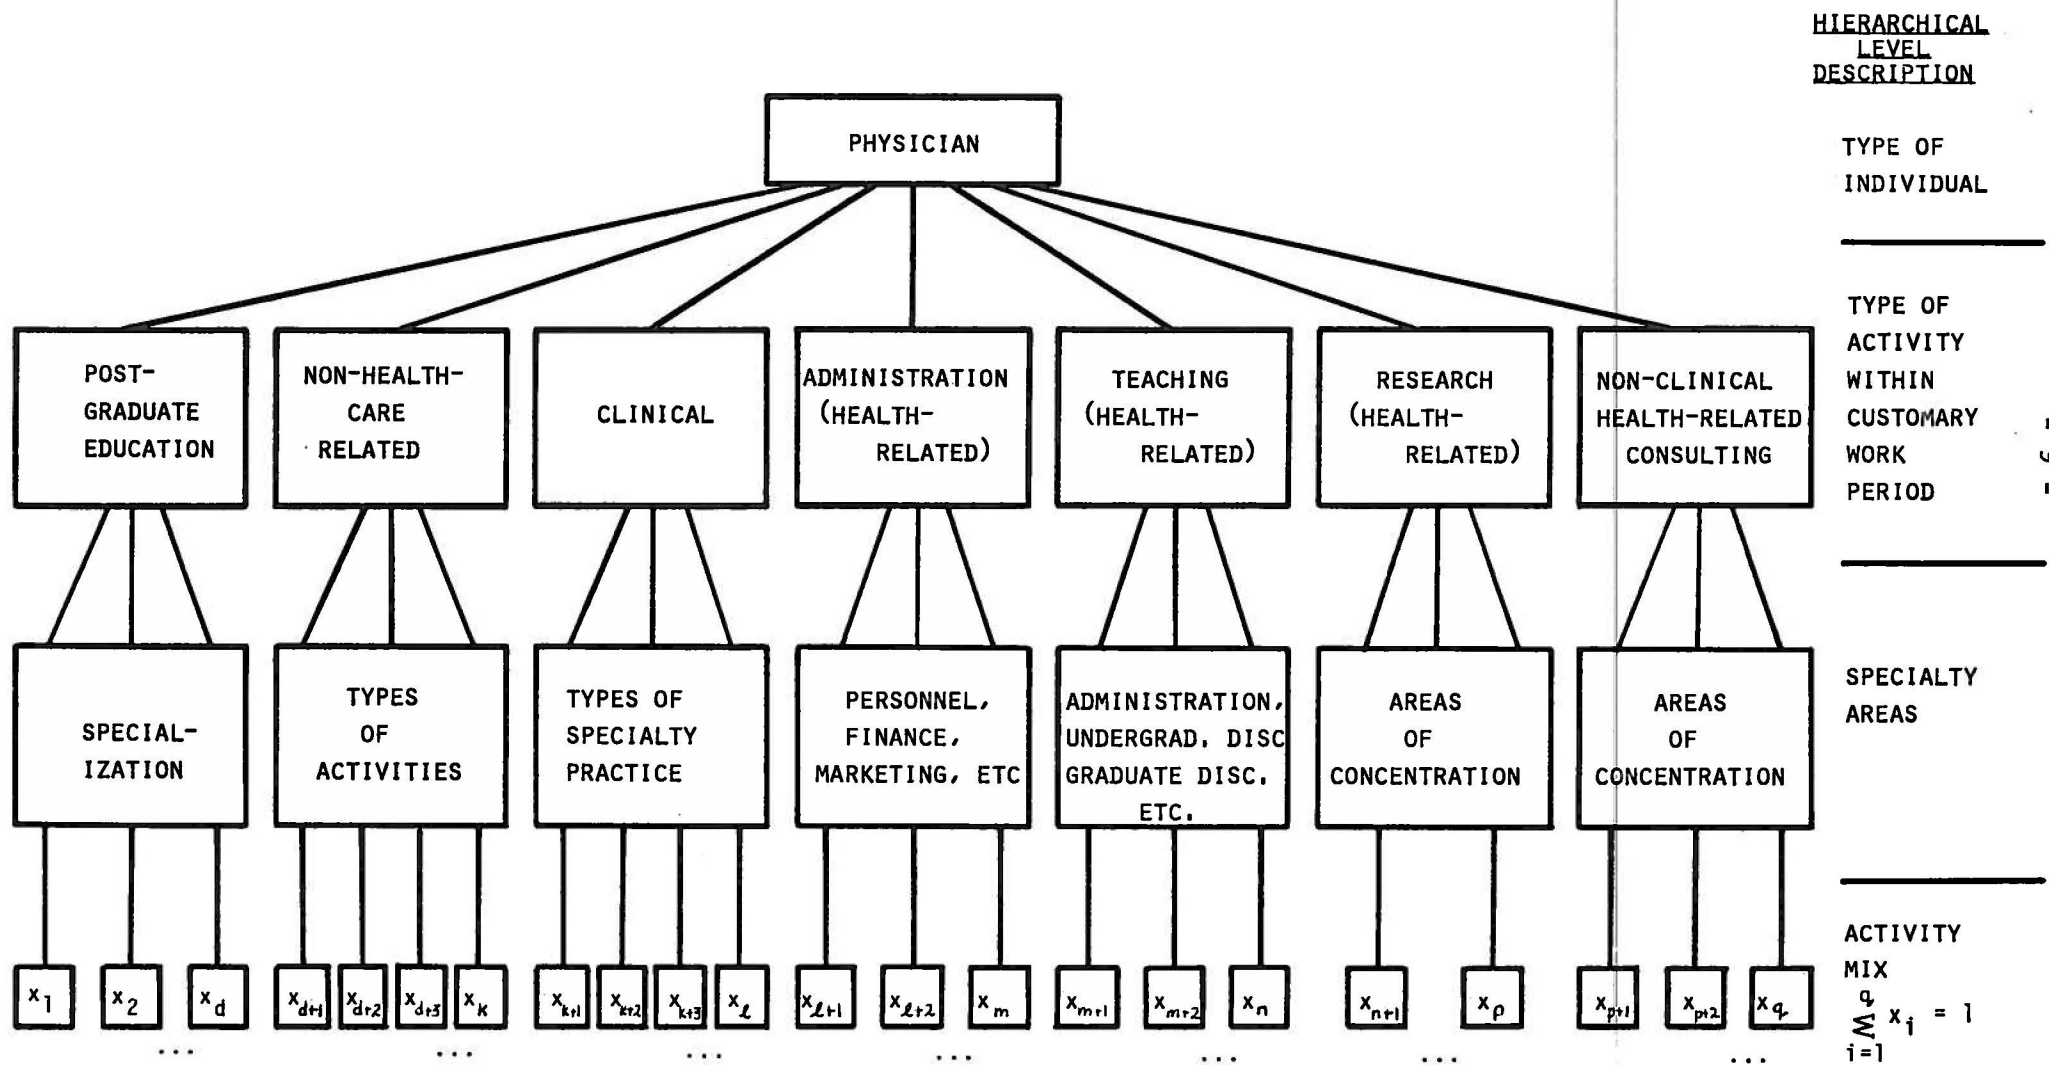 HIERARCHICAL
LEVEL
DESCRIPTION
PHYSICIAN
TYPE OF
INDIVIDUAL
POST-
GRADUATE
EDUCATION
NON-HEALTH-
CARE
RELATED
CLINICAL
ADMINISTRATION
(HEALTH-
RELATED)
TEACHING
(HEALTH-
RELATED)
RESEARCH
(HEALTH-
RELATED)
NON-CLINICAL
HEALTH-RELATED
CONSULTING
TYPE OF
ACTIVITY
WITHIN
CUSTOMARY
WORK
PERIOD
SPECIAL-
IZATION
TYPES
OF
ACTIVITIES
TYPES OF
SPECIALTY
PRACTICE
PERSONNEL,
FINANCE,
MARKETING, ETC
ADMINISTRATION,
UNDERGRAD. DISC
GRADUATE DISC.
ETC.
AREAS
OF
CONCENTRATION
AREAS
OF
CONCENTRATION
SPECIALTY
AREAS
x1 x2 xd
xd+1 xd+2 xd+3 xk
xk+1 xk+2 xk+3 xℓ
xℓ+1 xℓ+2 xm
xm+1 xm+2 xn
xn+1 xp
xp+1 xp+2 xq
... ... ... ... ... ... ...
ACTIVITY
MIX
q
Σ xi = 1
i=1